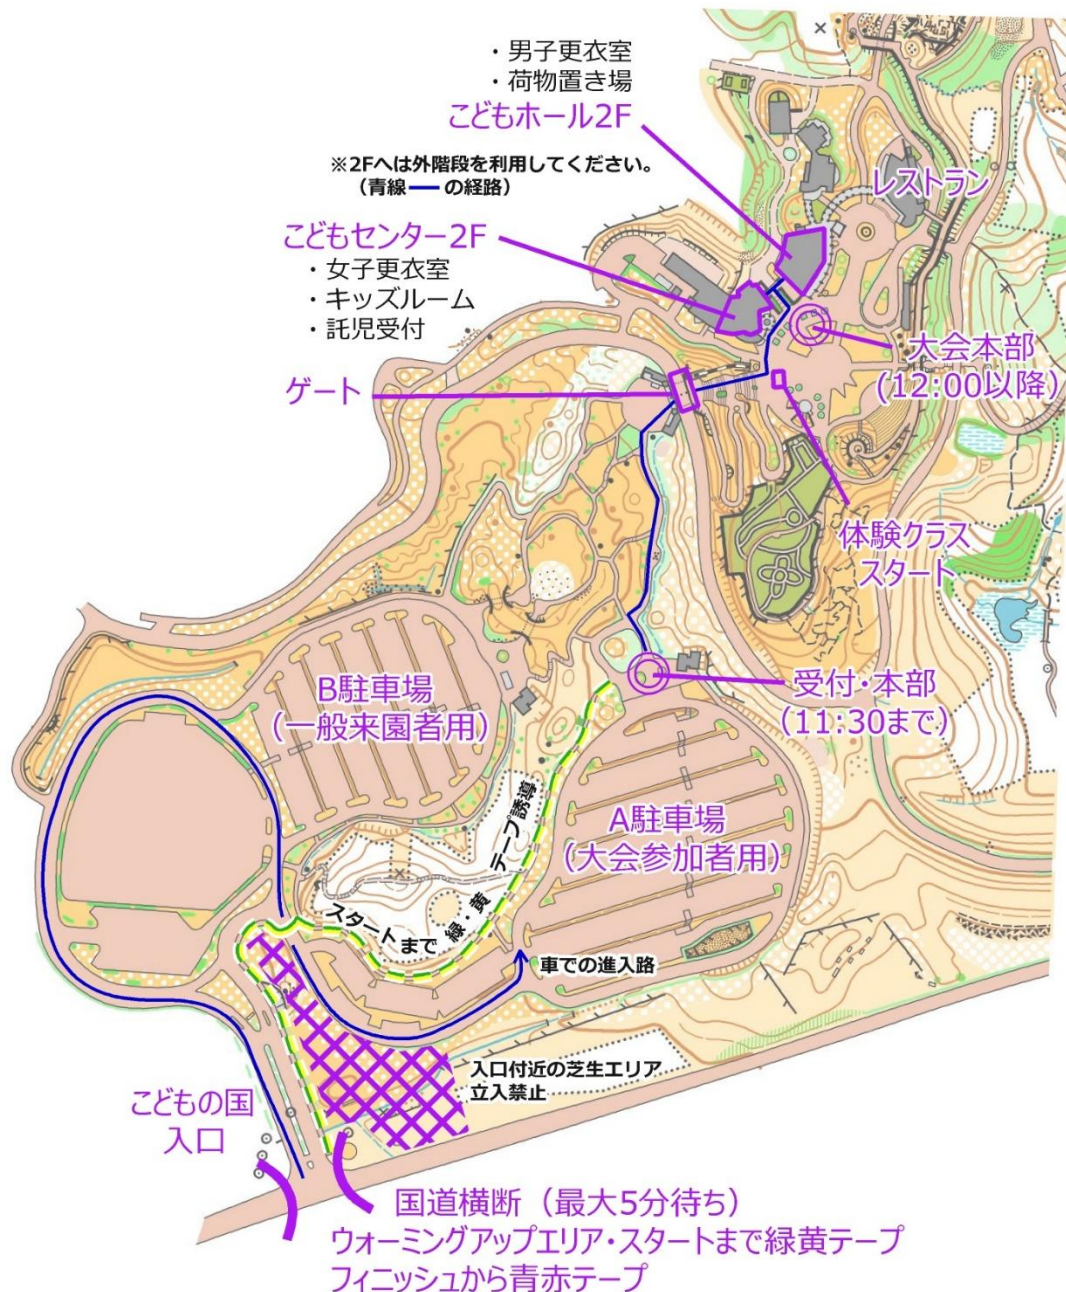 ・男子更衣室
・荷物置き場
こどもホール2F
※2Fへは外階段を利用してください。
（青線 の経路）
レストラン
こどもセンター2F
・女子更衣室
・キッズルーム
・託児受付
大会本部
(12:00以降)
ゲート
体験クラス
スタート
受付・本部
(11:30まで)
B駐車場
（一般来園者用）
A駐車場
（大会参加者用）
スタートまで 緑・黄 テープ誘導
車での進入路
入口付近の芝生エリア
立入禁止
こどもの国
入口
国道横断（最大5分待ち）
ウォーミングアップエリア・スタートまで緑黄テープ
フィニッシュから青赤テープ